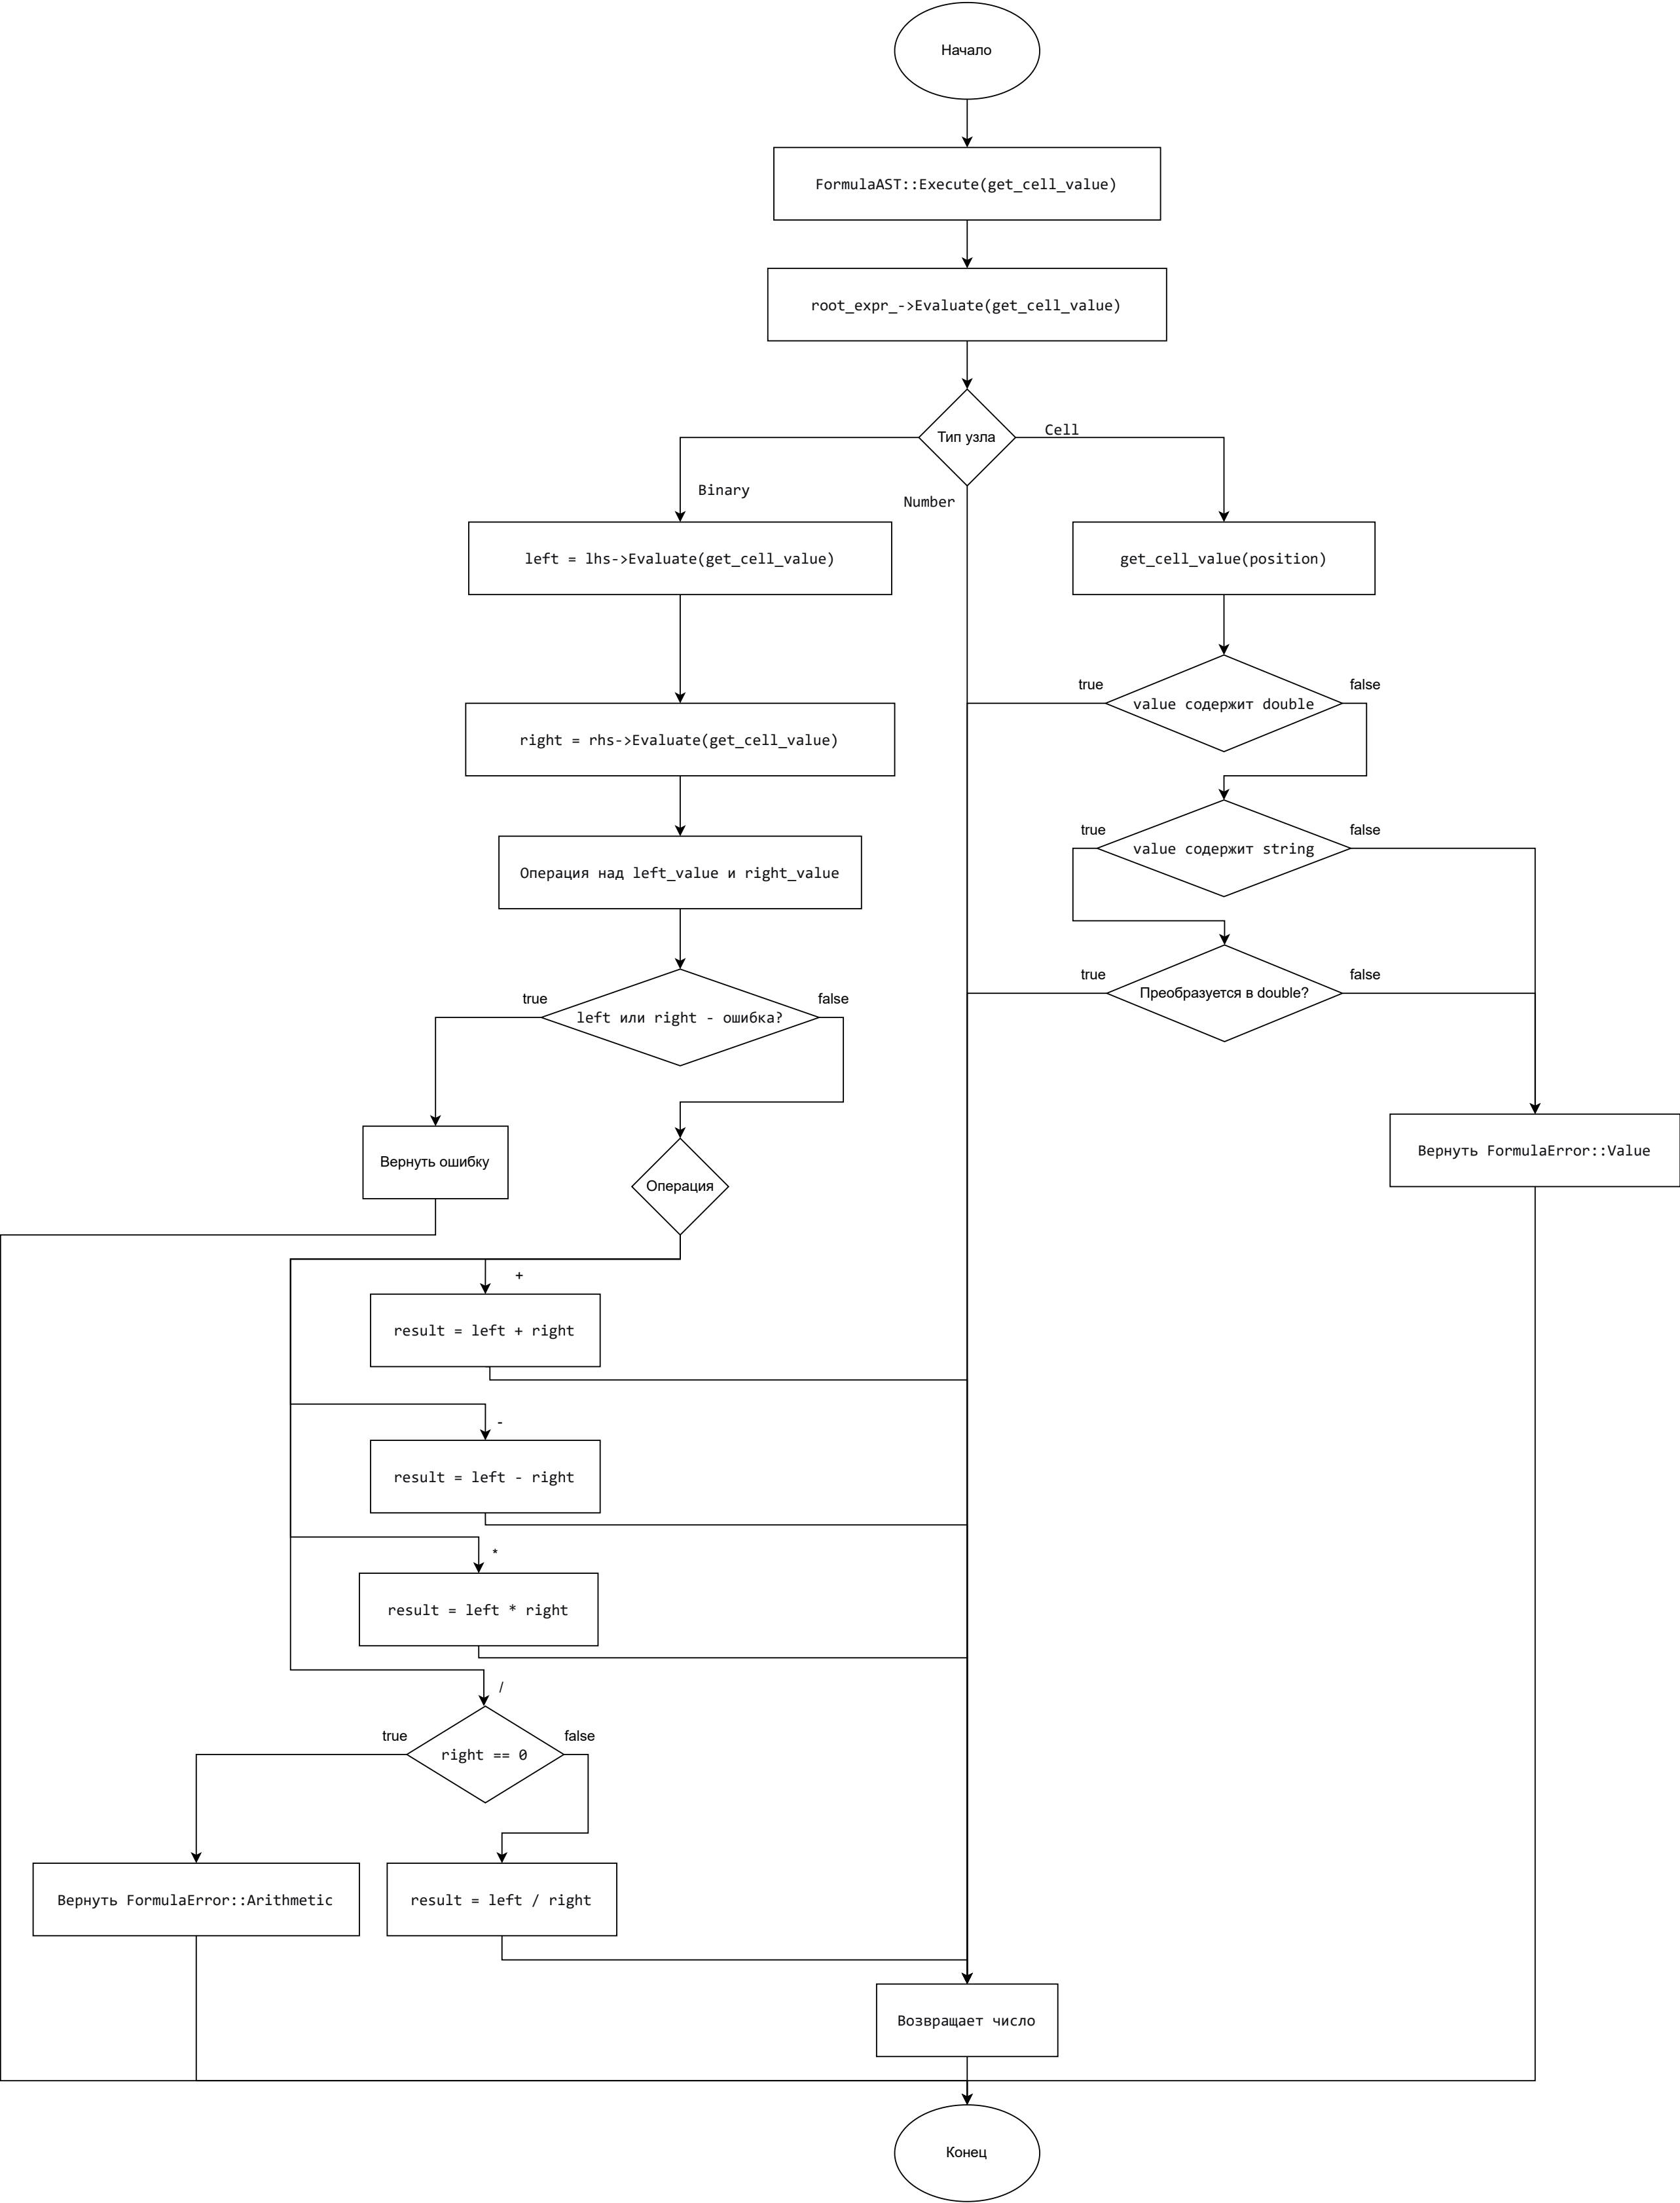 Начало
FormulaAST::Execute(get_cell_value)
root_expr_->Evaluate(get_cell_value)
Тип узла
Cell
Binary
Number
left = lhs->Evaluate(get_cell_value)
get_cell_value(position)
true
false
value содержит double
right = rhs->Evaluate(get_cell_value)
true
false
value содержит string
Операция над left_value и right_value
true
false
Преобразуется в double?
true
false
left или right - ошибка?
Вернуть FormulaError::Value
Вернуть ошибку
Операция
+
result = left + right
-
result = left - right
*
result = left * right
/
true
false
right == 0
Вернуть FormulaError::Arithmetic
result = left / right
Возвращает число
Конец